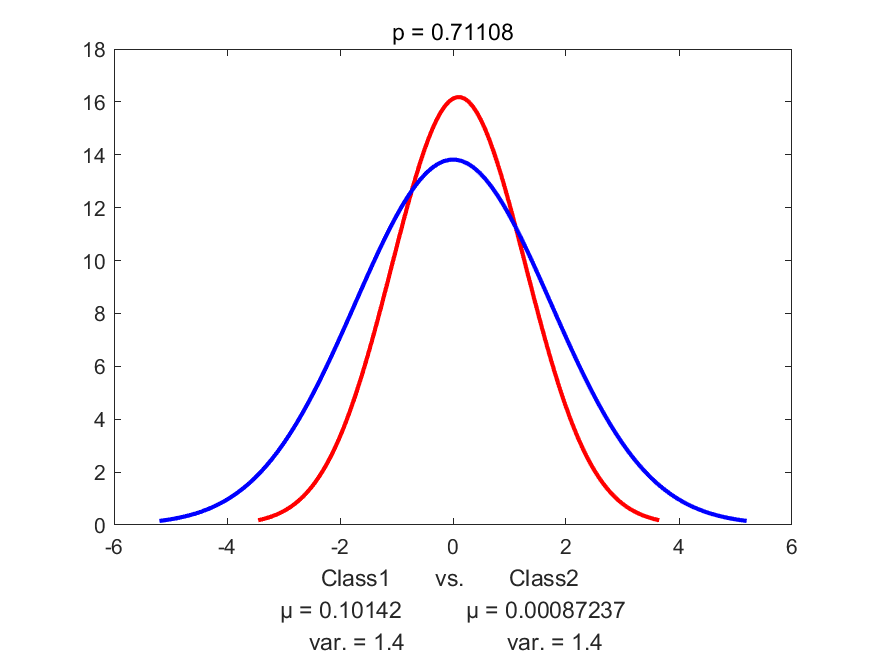 p = 0.71108
18
16
14
12
10
8
6
4
2
0
-6 -4 -2 0 2 4 6
Class1 vs. Class2
μ = 0.10142 μ = 0.00087237
var. = 1.4 var. = 1.4